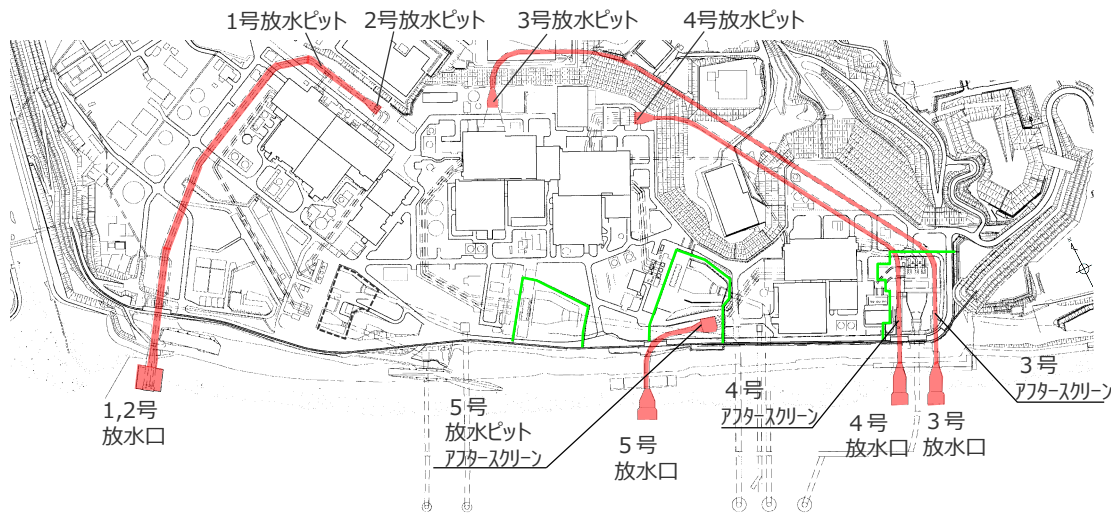 1号放水ピット
2号放水ピット
3号放水ピット
4号放水ピット
1,2号
放水口
5号
放水ピット
アフタースクリーン
5号
放水口
4号
アフタースクリーン
4号
放水口
3号
放水口
3号
アフタースクリーン